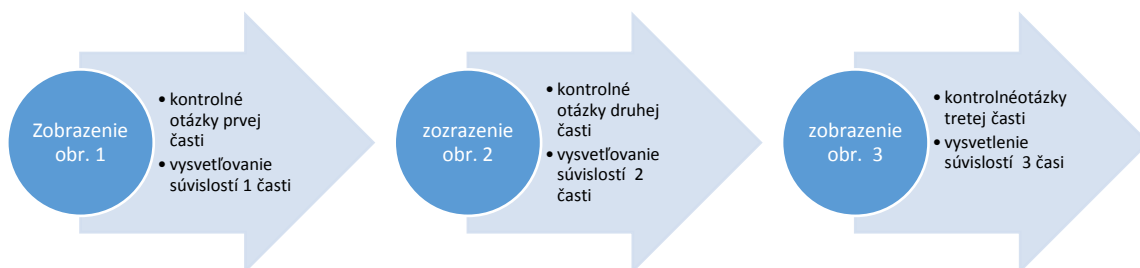 Zobrazenie
obr. 1
• kontrolné
otázky prvej
časti
• vysvetľovanie
súvislostí 1 časti
zozrazenie
obr. 2
• kontrolné
otázky druhej
časti
• vysvetľovanie
súvislostí  2
časti
zobrazenie
obr.  3
• kontrolnéotázky
tretej časti
• vysvetlenie
súvislostí  3 časi